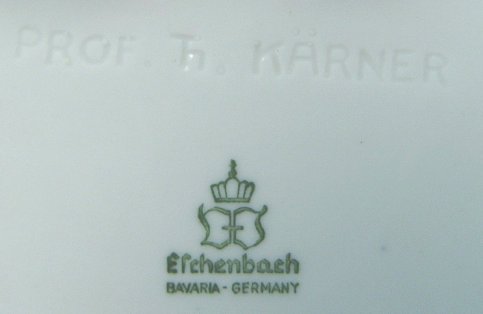 PROF. Th. KÄRNER
Eſchenbach
BAVARIA - GERMANY